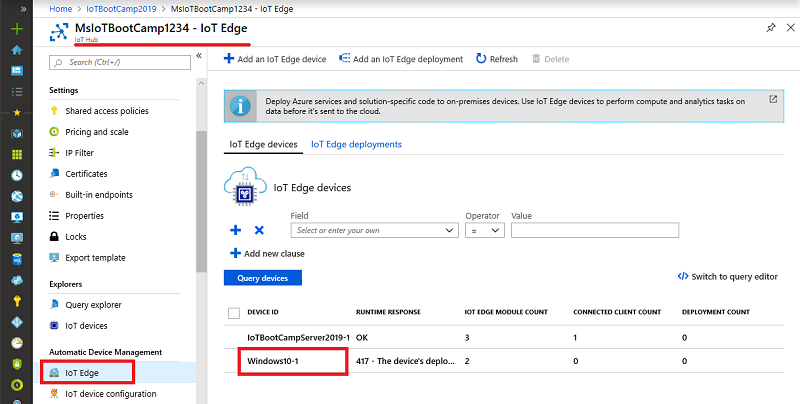 Home > IoTBootCamp2019 > MsIoTBootCamp1234 - IoT Edge
MsIoTBootCamp1234 - IoT Edge
IoT Hub
Search (Ctrl+/)
Settings
Shared access policies
Pricing and scale
IP Filter
Certificates
Built-in endpoints
Properties
Locks
Export template
Explorers
Query explorer
IoT devices
Automatic Device Management
IoT Edge
IoT device configuration
Add an IoT Edge device Add an IoT Edge deployment Refresh Delete
Deploy Azure services and solution-specific code to on-premises devices. Use IoT Edge devices to perform compute and analytics tasks on
data before it's sent to the cloud.
IoT Edge devices IoT Edge deployments
IoT Edge devices
Field Operator Value
Select or enter your own =
Add new clause
Query devices Switch to query editor
DEVICE ID RUNTIME RESPONSE IOT EDGE MODULE COUNT CONNECTED CLIENT COUNT DEPLOYMENT COUNT
IoTBootCampServer2019-1 OK 3 1 0
Windows10-1 417 - The device's deplo... 2 0 0